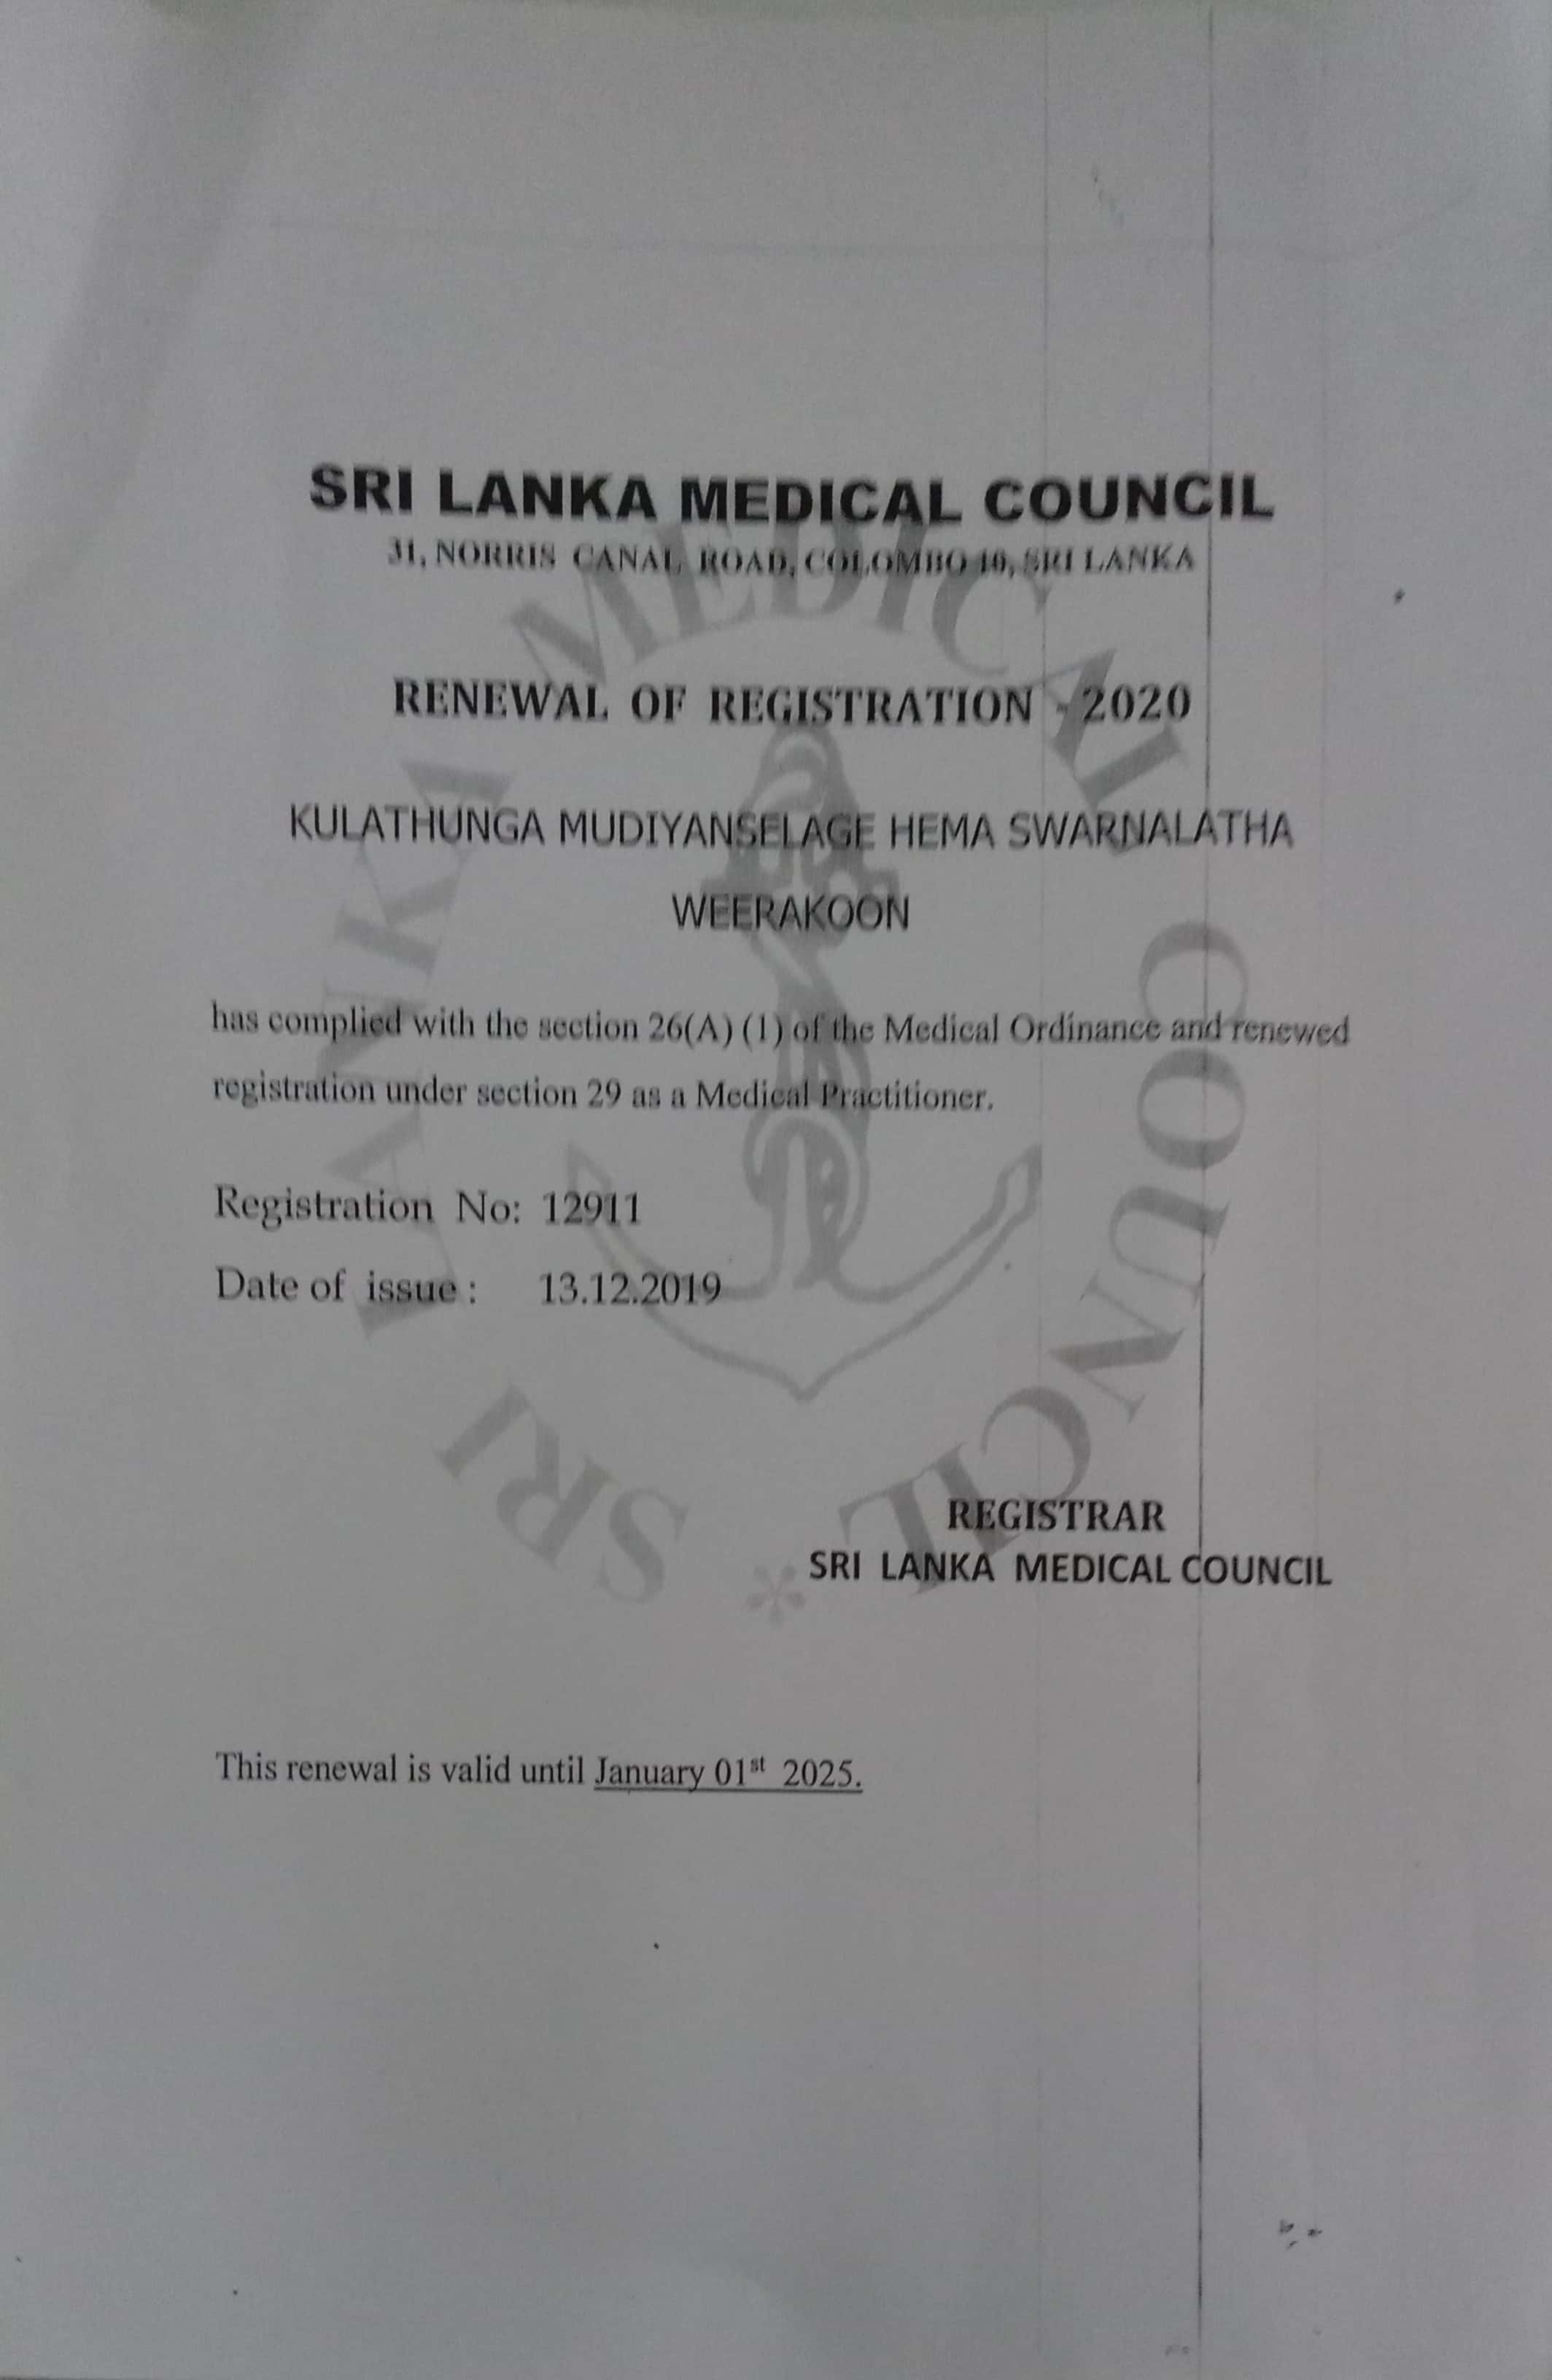 SRI LANKA MEDICAL COUNCIL
31, NORRIS CANAL ROAD, COLOMBO 10, SRI LANKA
RENEWAL OF REGISTRATION - 2020
KULATHUNGA MUDIYANSELAGE HEMA SWARNALATHA
WEERAKOON
has complied with the section 26(A) (1) of the Medical Ordinance and renewed
registration under section 29 as a Medical Practitioner.
Registration No: 12911
Date of issue : 13.12.2019
REGISTRAR
SRI LANKA MEDICAL COUNCIL
This renewal is valid until January 01st 2025.
SRI LANKA MEDICAL COUNCIL *